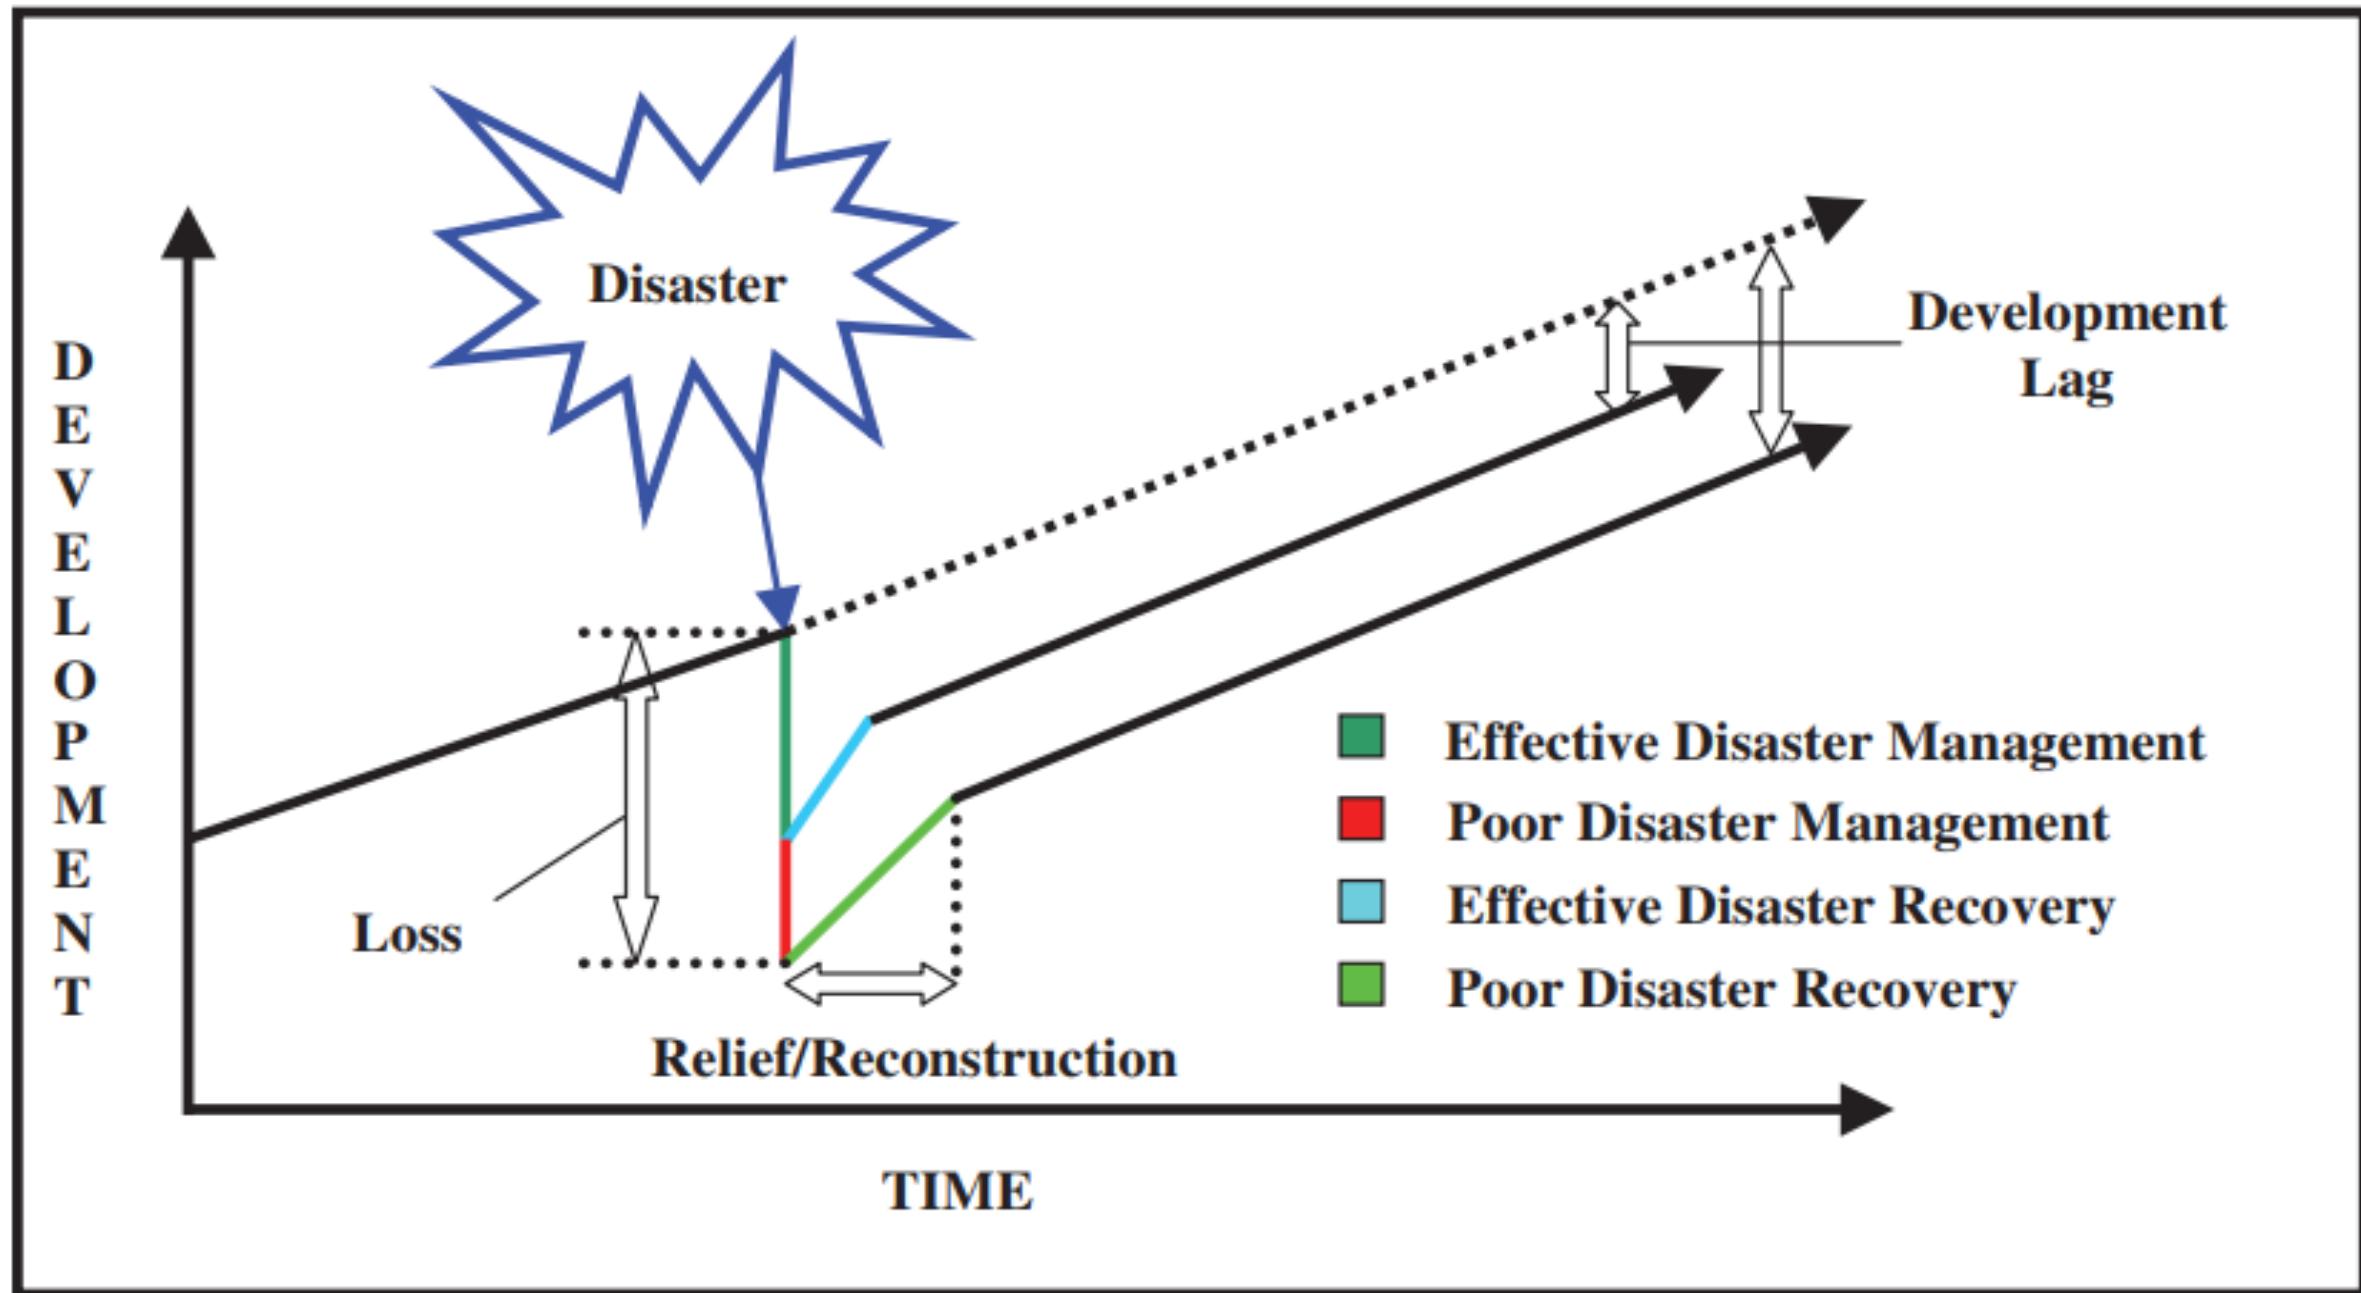 Disaster
Development
Lag
DEVELOPMENT
Loss
Effective Disaster Management
Poor Disaster Management
Effective Disaster Recovery
Poor Disaster Recovery
Relief/Reconstruction
TIME